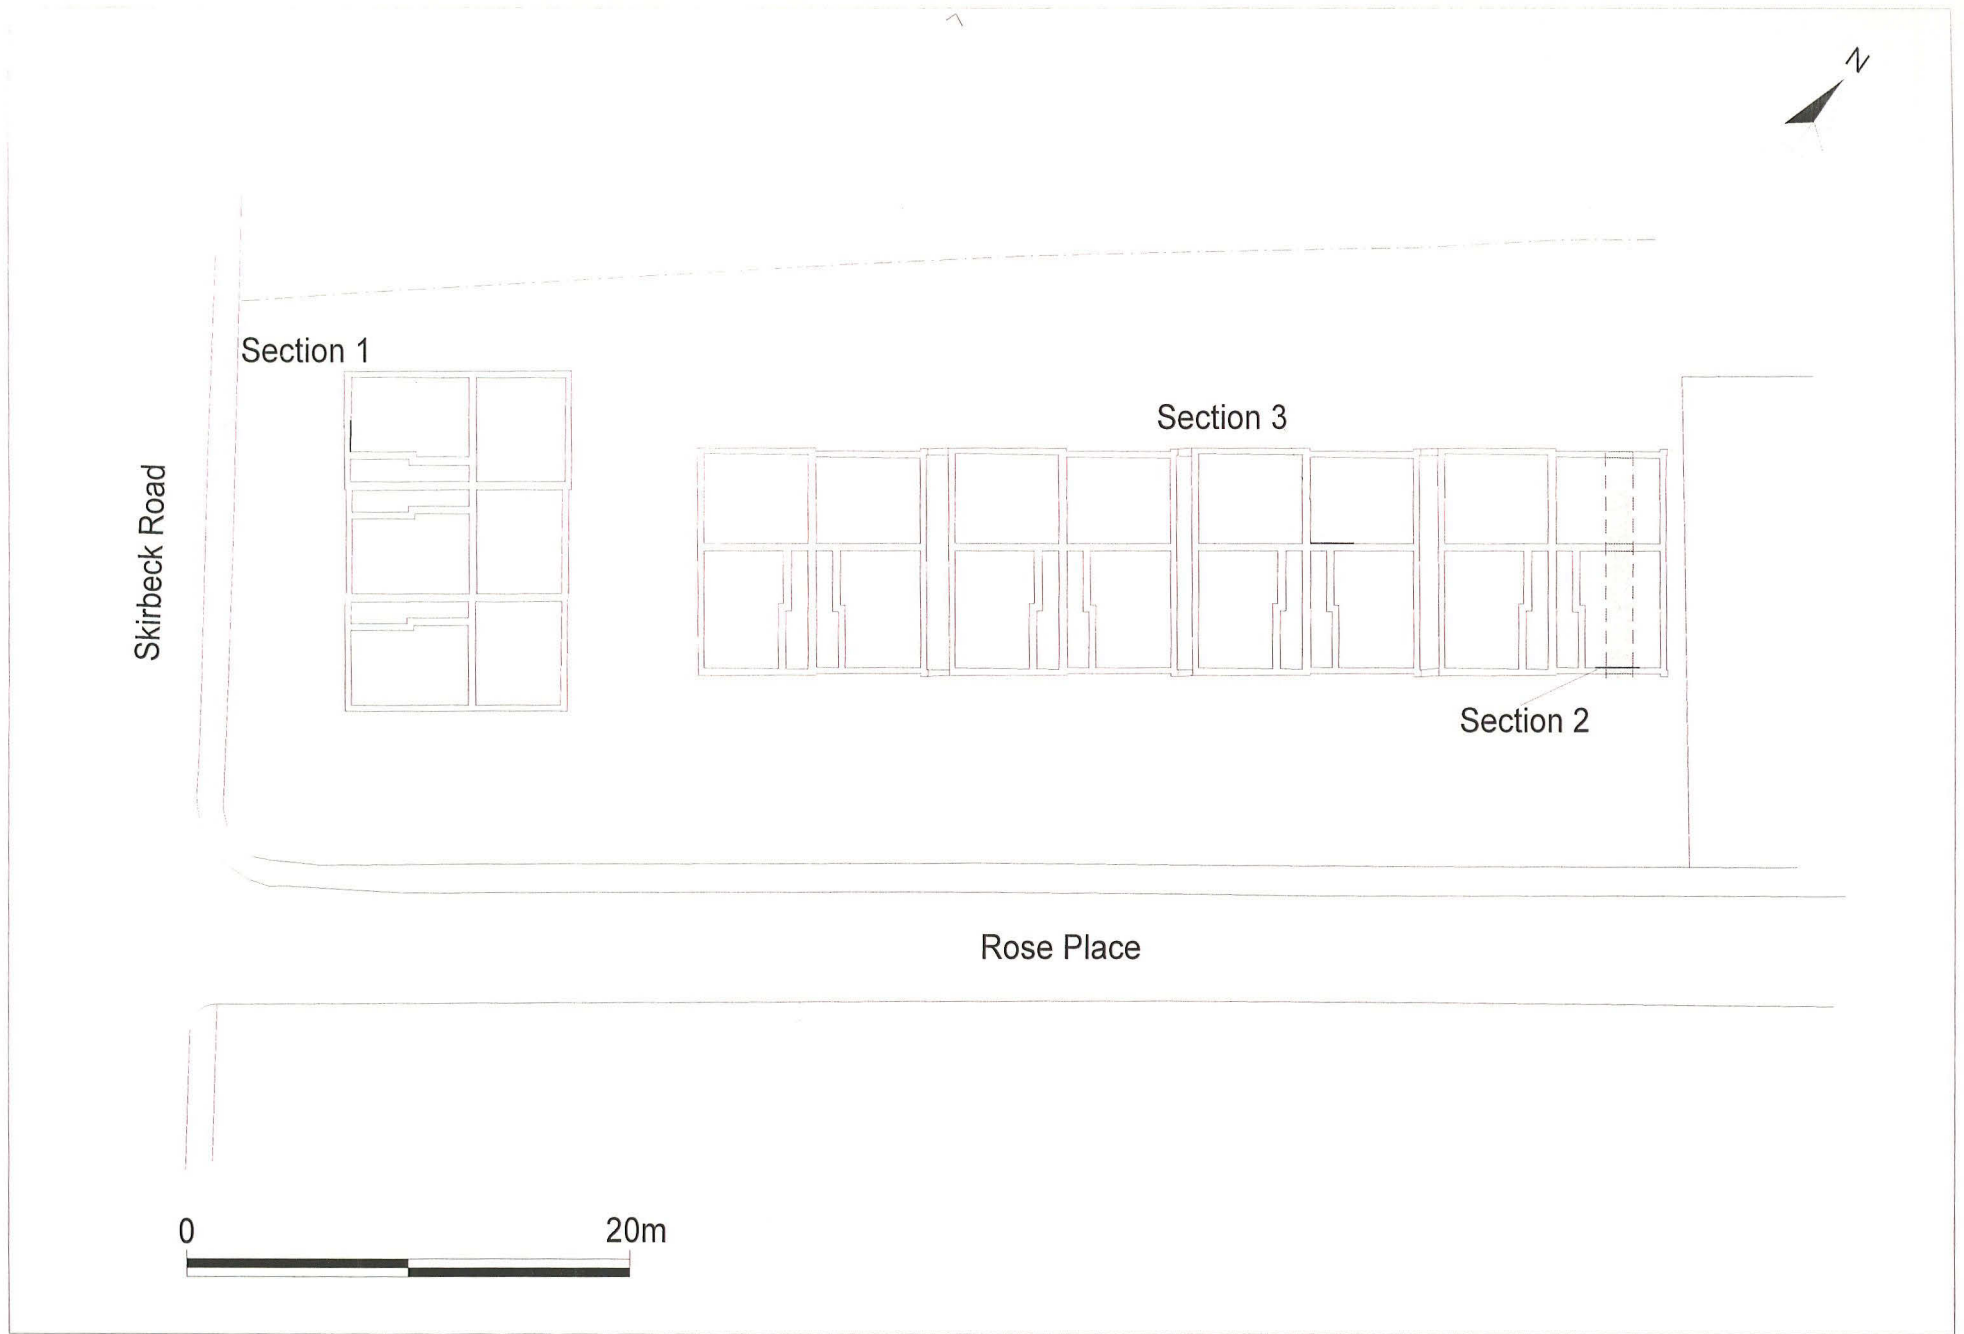 N
Section 1
Section 3
Skirbeck Road
Section 2
Rose Place
0 20m